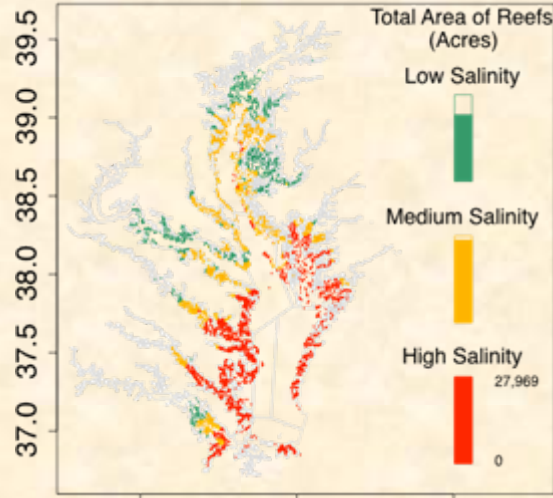 Total Area of Reefs
(Acres)
Low Salinity
Medium Salinity
High Salinity
27,969
0
39.5
39.0
38.5
38.0
37.5
37.0